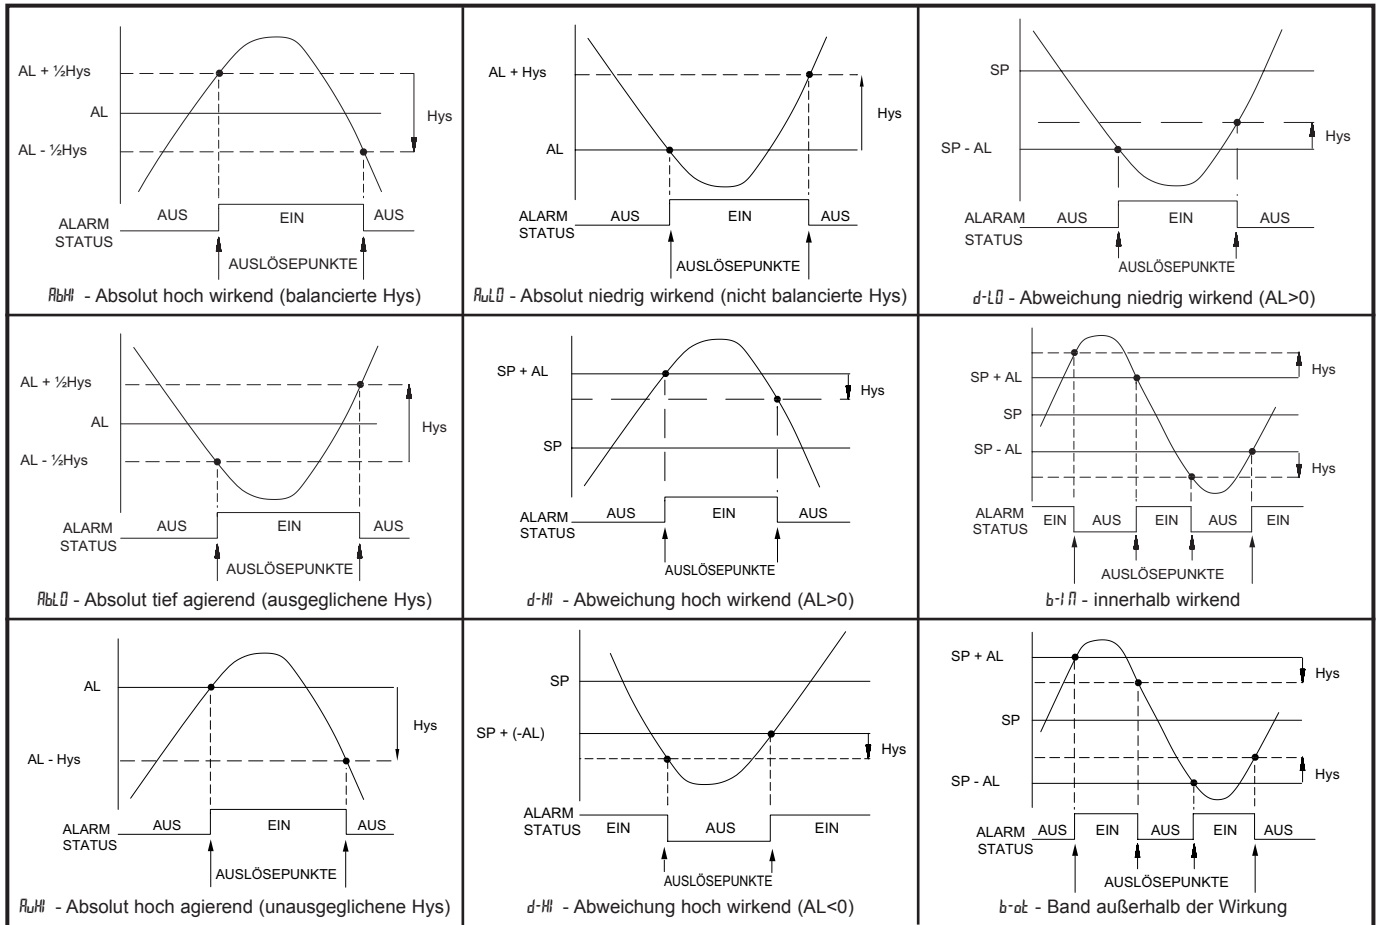 AL + ½Hys
AL
AL - ½Hys
Hys
ALARM
STATUS
AUS
EIN
AUS
AUSLÖSEPUNKTE
AbHI - Absolut hoch wirkend (balancierte Hys)
AL + Hys
AL
Hys
ALARM
STATUS
AUS
EIN
AUS
AUSLÖSEPUNKTE
AuLO - Absolut niedrig wirkend (nicht balancierte Hys)
SP
SP - AL
Hys
ALARAM
STATUS
AUS
EIN
AUS
AUSLÖSEPUNKTE
d-LO - Abweichung niedrig wirkend (AL>0)
AL + ½Hys
AL
AL - ½Hys
Hys
ALARM
STATUS
AUS
EIN
AUS
AUSLÖSEPUNKTE
AbLO - Absolut tief agierend (ausgeglichene Hys)
SP + AL
SP
Hys
ALARM
STATUS
AUS
EIN
AUS
AUSLÖSEPUNKTE
d-HI - Abweichung hoch wirkend (AL>0)
SP + AL
SP
SP - AL
Hys
Hys
ALARM
STATUS
EIN
AUS
EIN
AUS
EIN
AUSLÖSEPUNKTE
b-IN - innerhalb wirkend
AL
AL - Hys
Hys
ALARM
STATUS
AUS
EIN
AUS
AUSLÖSEPUNKTE
AuHI - Absolut hoch agierend (unausgeglichene Hys)
SP
SP + (-AL)
Hys
ALARM
STATUS
EIN
AUS
EIN
AUSLÖSEPUNKTE
d-HI - Abweichung hoch wirkend (AL<0)
SP + AL
SP
SP - AL
Hys
Hys
ALARM
STATUS
AUS
EIN
AUS
EIN
AUS
AUSLÖSEPUNKTE
b-ot - Band außerhalb der Wirkung